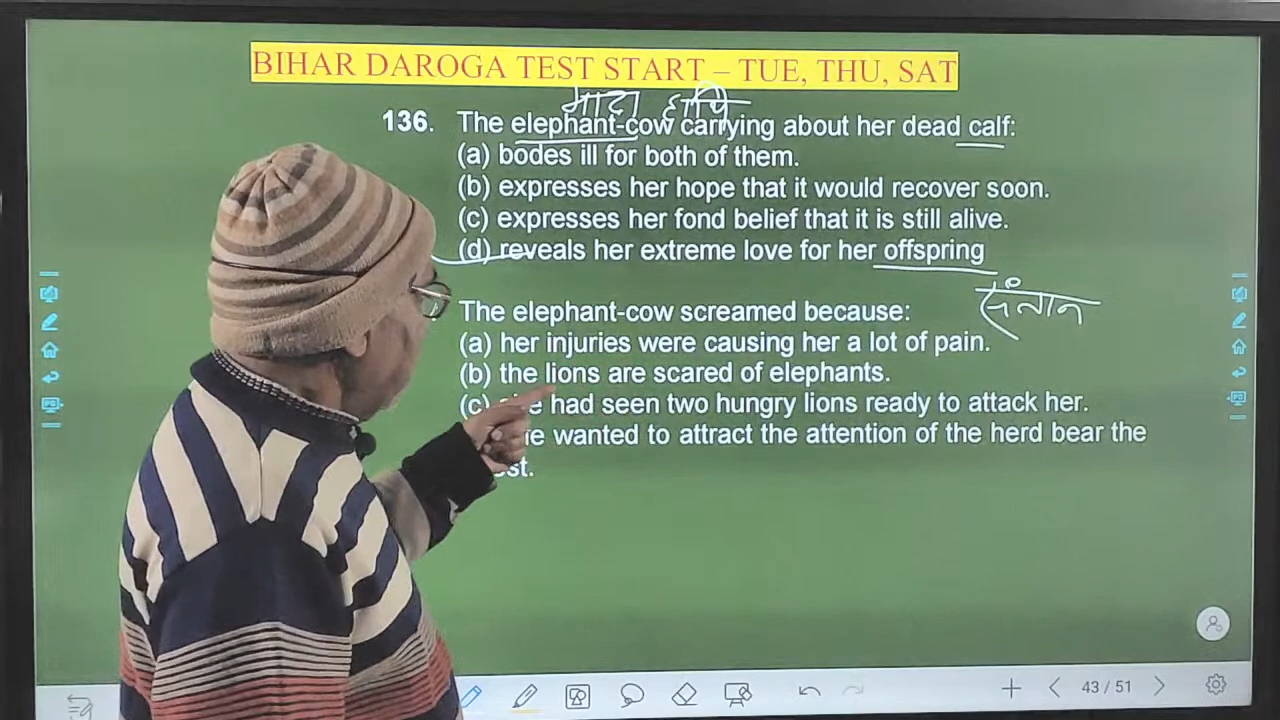 BIHAR DAROGA TEST START – TUE, THU, SAT
मादा हाथि
136. The elephant-cow carrying about her dead calf:
(a) bodes ill for both of them.
(b) expresses her hope that it would recover soon.
(c) expresses her fond belief that it is still alive.
(d) reveals her extreme love for her offspring
संतान
The elephant-cow screamed because:
(a) her injuries were causing her a lot of pain.
(b) the lions are scared of elephants.
(c) had seen two hungry lions ready to attack her.
wanted to attract the attention of the herd bear the
43 / 51